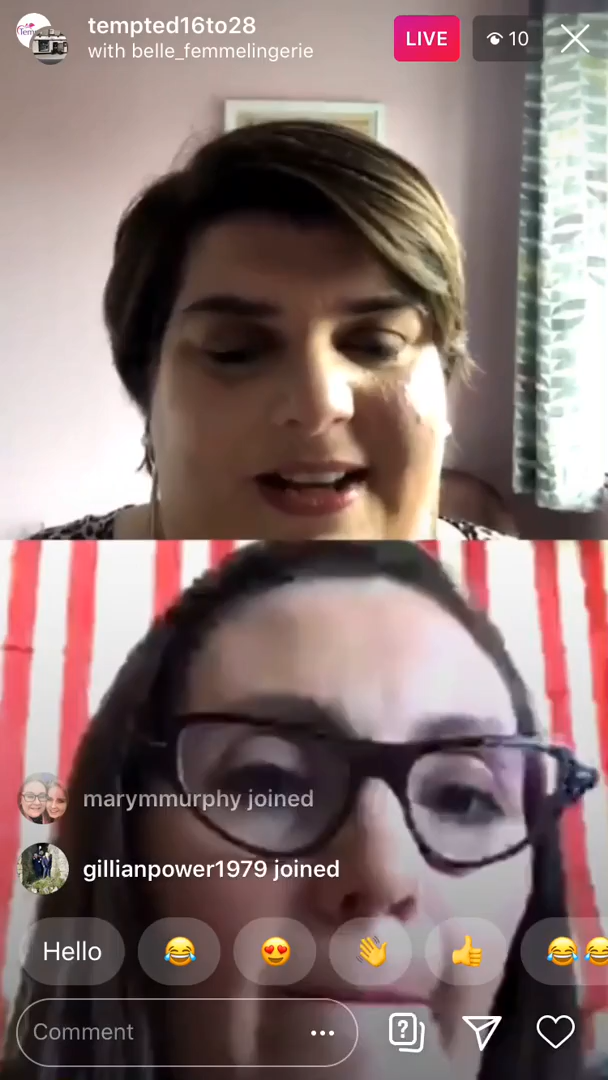 tempted16to28
with belle_femmelingerie
LIVE
10
marymmurphy joined
gillianpower1979 joined
Hello
Comment